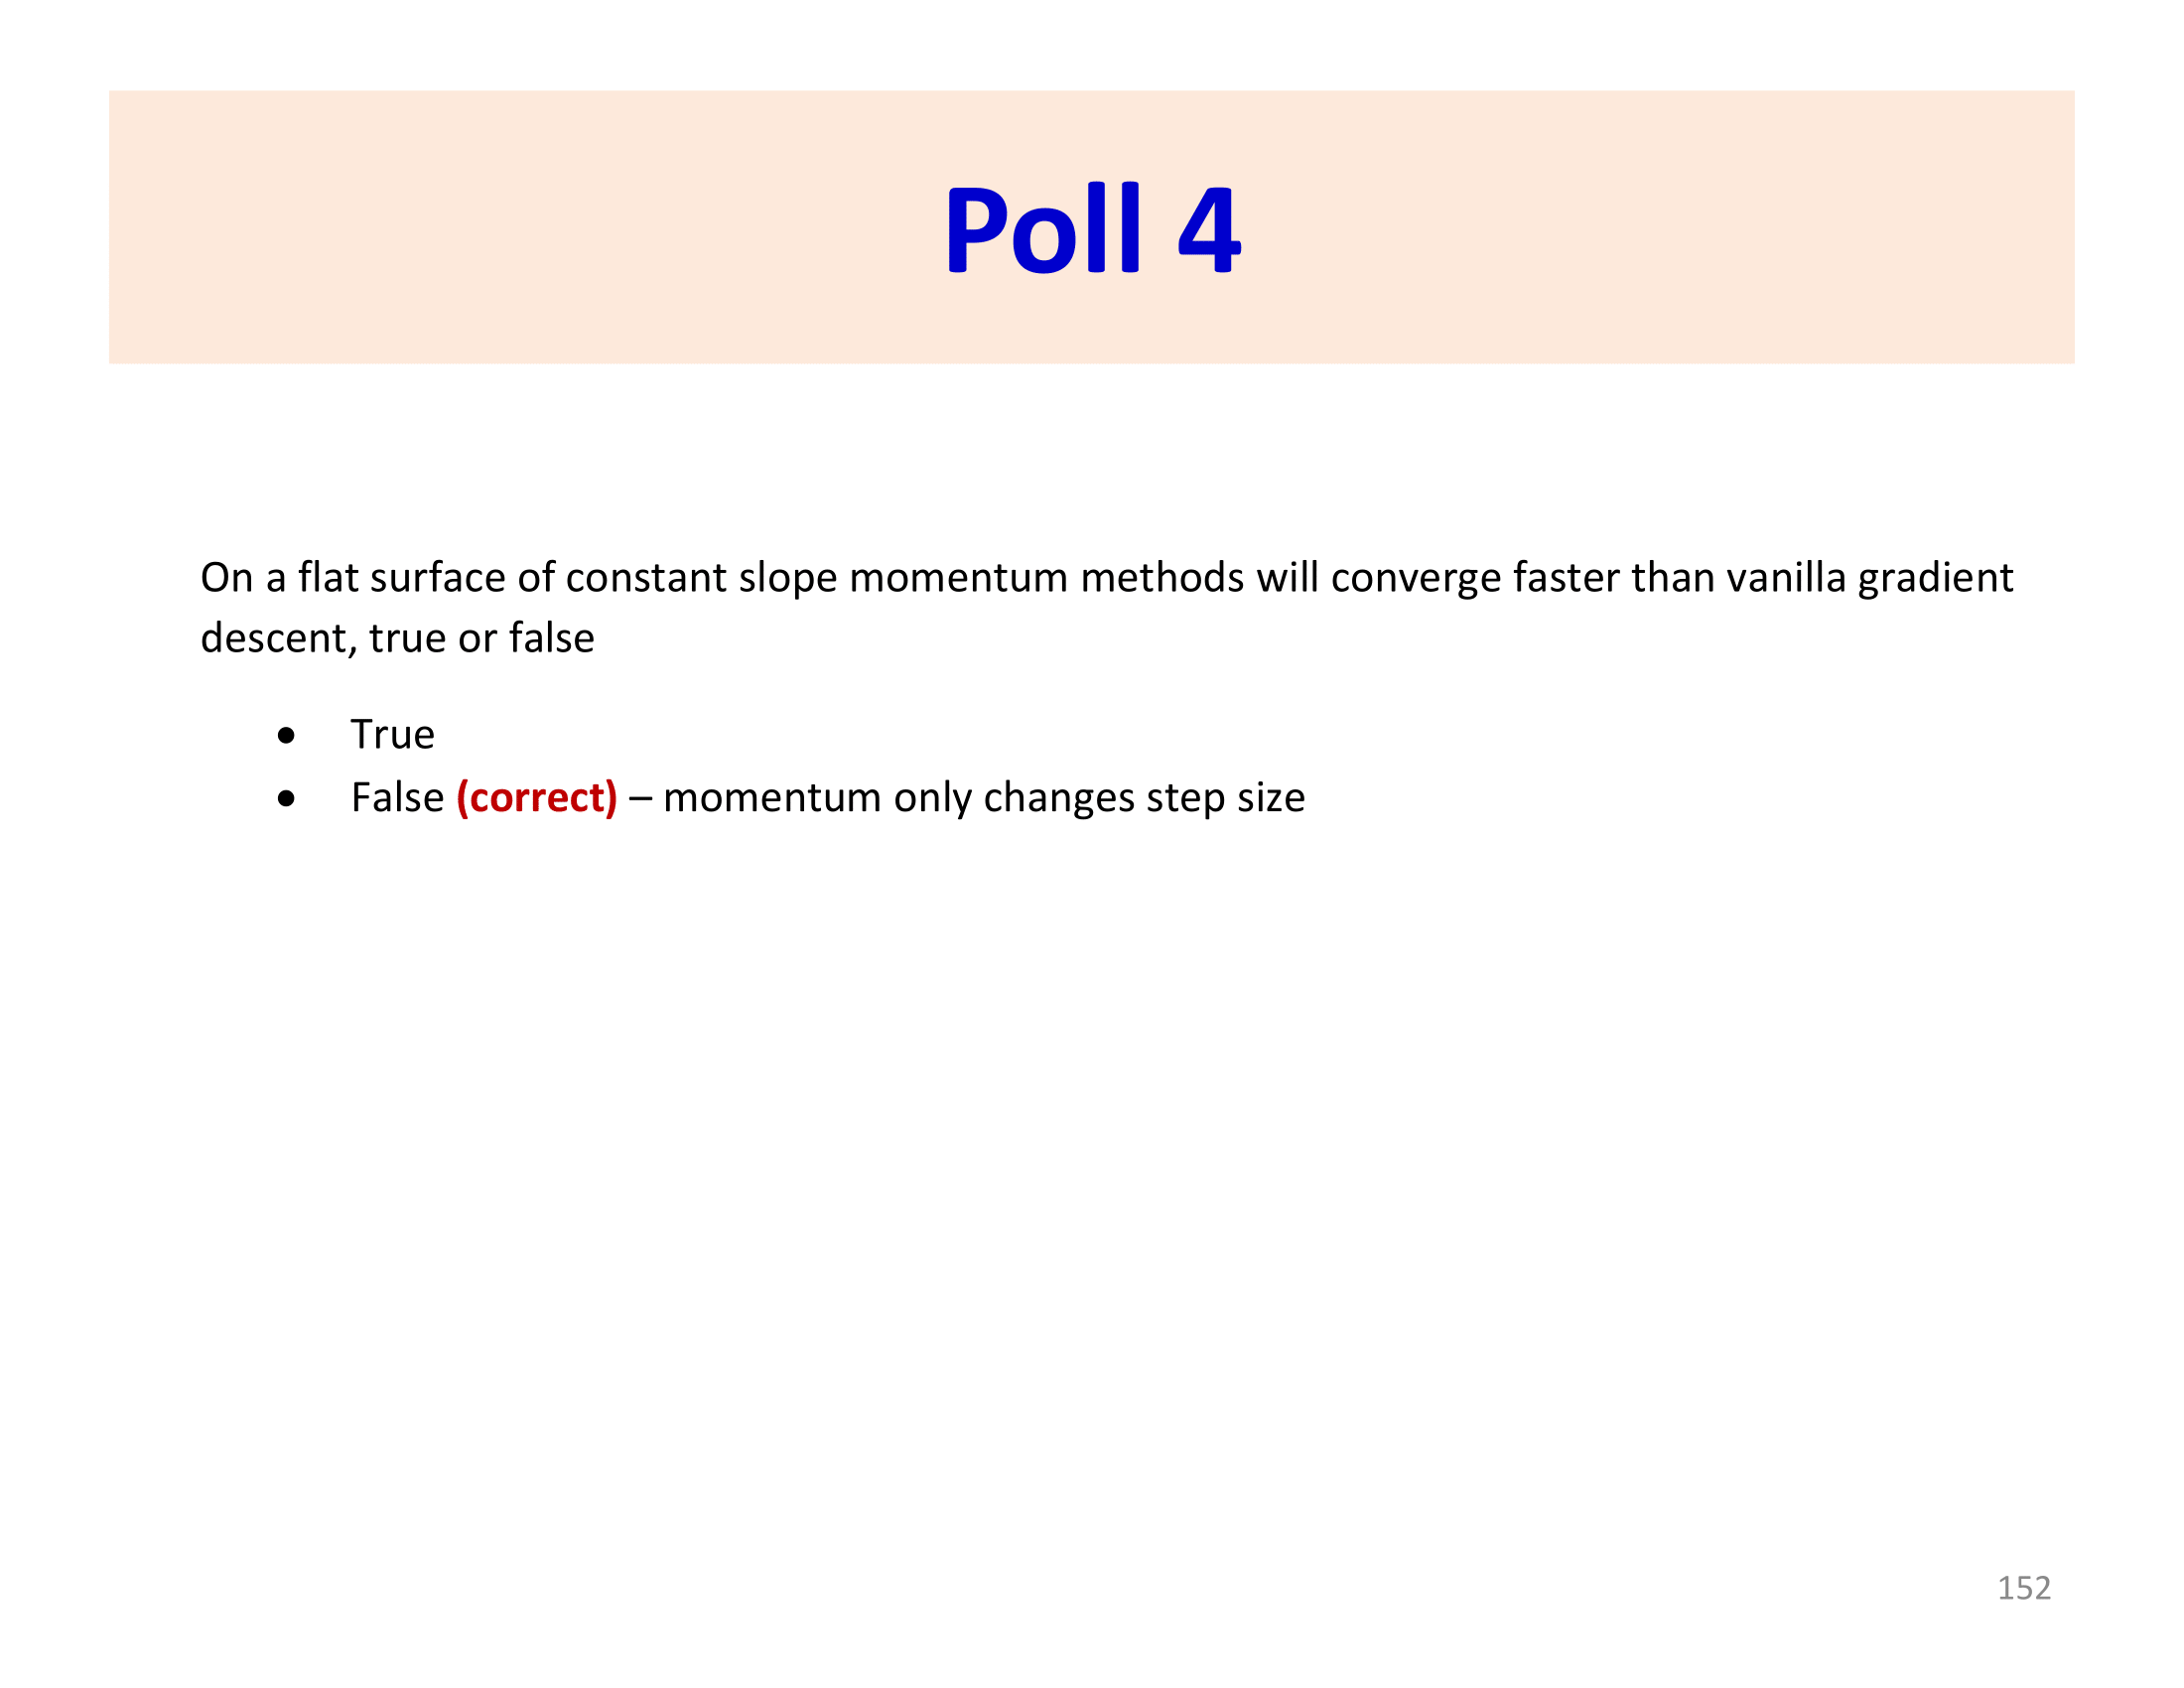 Poll 4
On a flat surface of constant slope momentum methods will converge faster than vanilla gradient
descent, true or false
● True
● False (correct) – momentum only changes step size
152